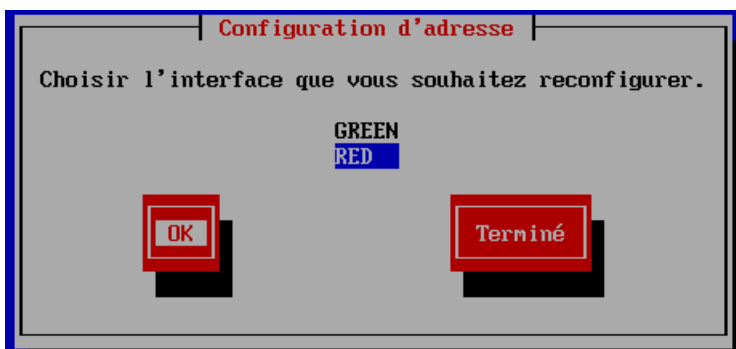 Configuration d'adresse
Choisir l'interface que vous souhaitez reconfigurer.
GREEN
RED
OK
Terminé